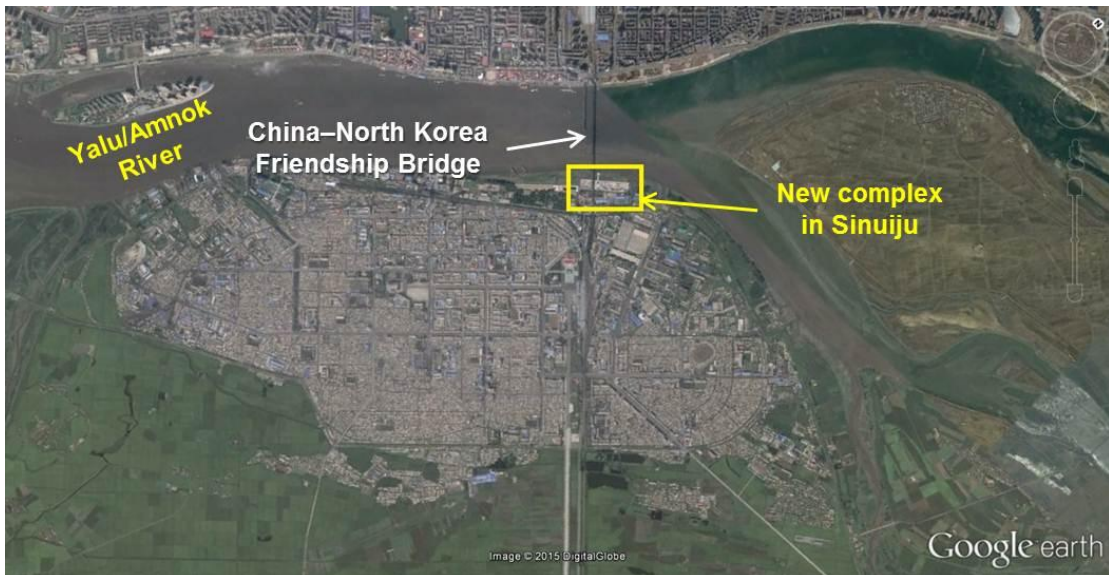 Yalu/Amnok
River
China–North Korea
Friendship Bridge
New complex
in Sinuiju
Image © 2015 DigitalGlobe
Google earth